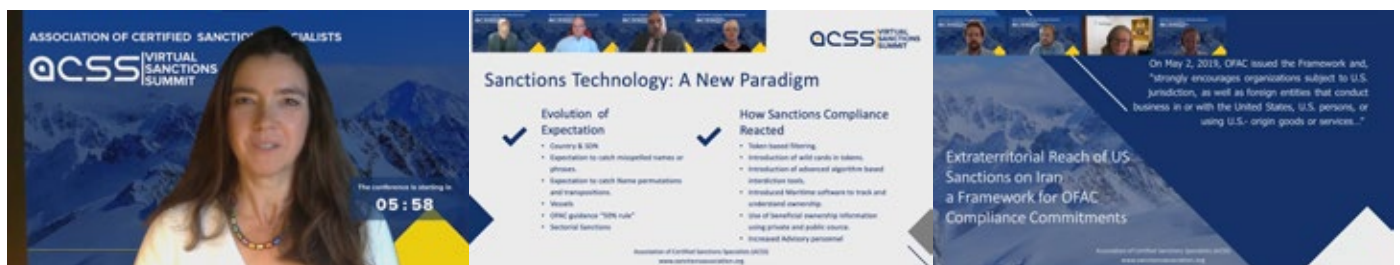 ASSOCIATION OF CERTIFIED SANCTIONS SPECIALISTS
ACSS VIRTUAL
SANCTIONS
SUMMIT
The conference is starting in
05:58
ACSS VIRTUAL
SANCTIONS
SUMMIT
Sanctions Technology: A New Paradigm
Evolution of
Expectation
• Country & SDN
• Expectation to catch misspelled names or
phrases.
• Expectation to catch Name permutations
and transpositions.
• Vessels
• OFAC guidance "50% rule"
• Sectorial Sanctions
How Sanctions Compliance
Reacted
• Token based filtering.
• Introduction of wild cards in tokens.
• Introduction of advanced algorithm based
interdiction tools.
• Introduced Maritime software to track and
understand ownership.
• Use of beneficial ownership information
using private and public source.
• Increased Advisory personnel
Association of Certified Sanctions Specialists (ACSS)
www.sanctionsassociation.org
On May 2, 2019, OFAC issued the Framework and,
"strongly encourages organizations subject to U.S.
jurisdiction, as well as foreign entities that conduct
business in or with the United States, U.S. persons, or
using U.S.- origin goods or services..."
Extraterritorial Reach of US
Sanctions on Iran
a Framework for OFAC
Compliance Commitments
Association of Certified Sanctions Specialists (ACSS)
www.sanctionsassociation.org